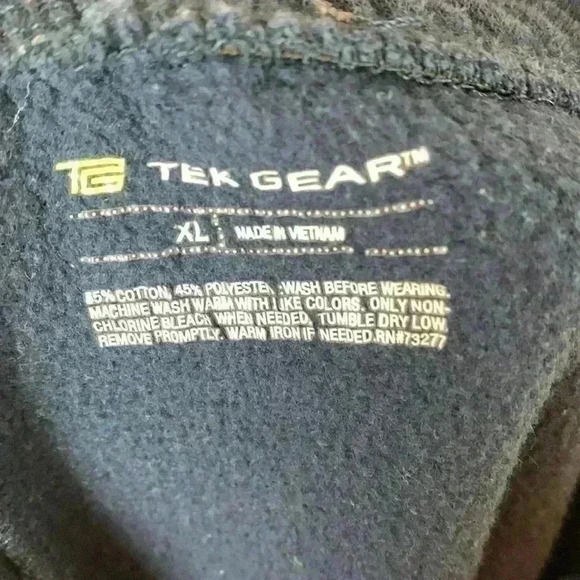 TG TEK GEAR™
XL MADE IN VIETNAM
5% COTTON, 45% POLYESTER. WASH BEFORE WEARING.
MACHINE WASH WARM WITH LIKE COLORS. ONLY NON-
CHLORINE BLEACH WHEN NEEDED. TUMBLE DRY LOW.
REMOVE PROMPTLY. WARM IRON IF NEEDED.RN#73277